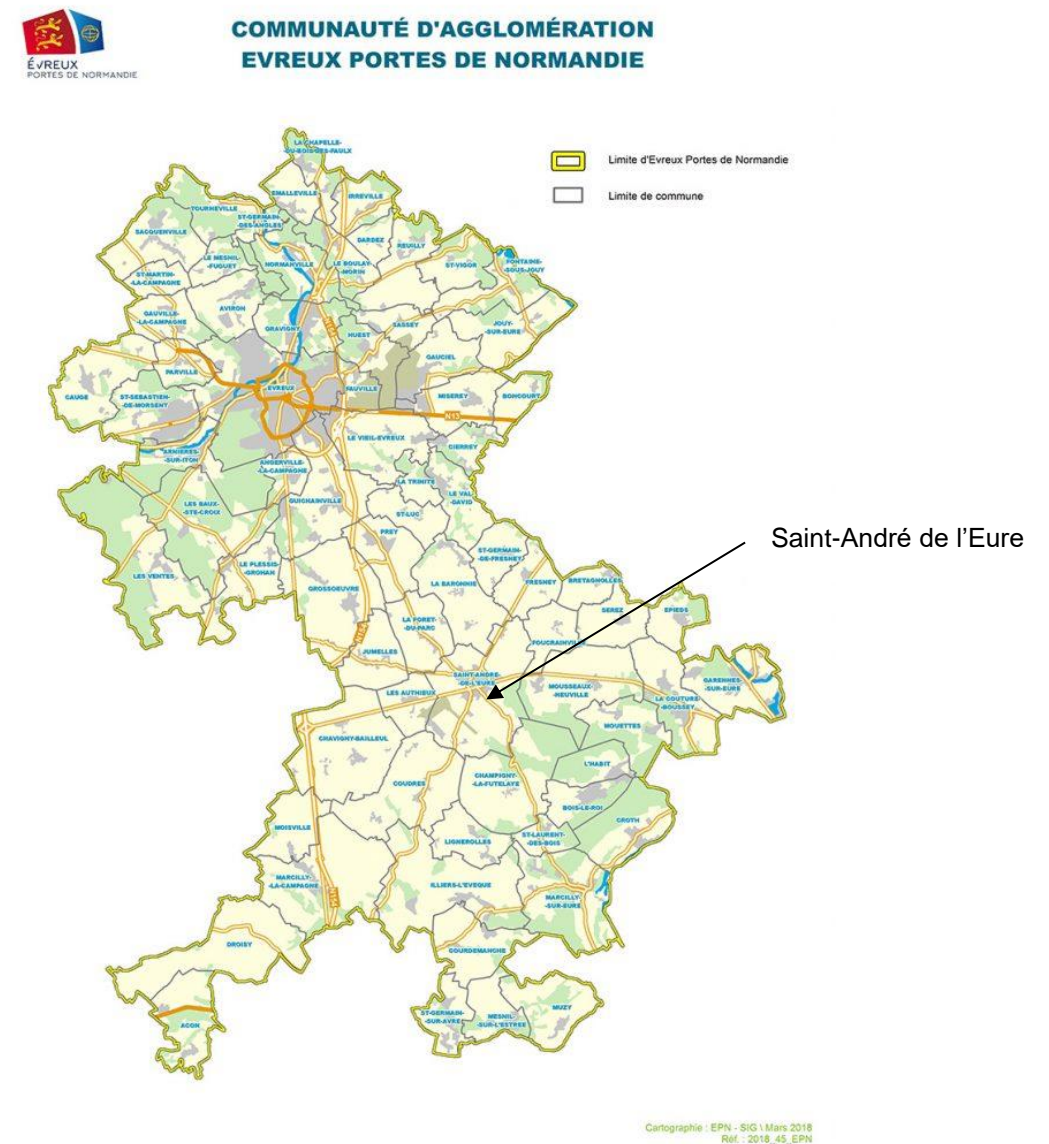 COMMUNAUTÉ D'AGGLOMÉRATION
EVREUX PORTES DE NORMANDIE
ÉVREUX
PORTES DE NORMANDIE
Limite d'Evreux Portes de Normandie
Limite de commune
LA CHAPELLE-
-DU-BOIS-DES-FAULX
EMALLEVILLE
IRREVILLE
TOURNEVILLE
ST-GERMAIN-
-DES-ANGLES
SACQUENVILLE
DARDEZ
REUILLY
LE MESNIL-
-FUGUET
NORMANVILLE
LE BOULAY-
-MORIN
ST-VIGOR
FONTAINE-
-SOUS-JOUY
ST-MARTIN-
-LA-CAMPAGNE
GAUVILLE-
-LA-CAMPAGNE
AVIRON
GRAVIGNY
N154
HUEST
SASSEY
JOUY-
-SUR-EURE
GAUCIEL
PARVILLE
CAUGE
ST-SEBASTIEN-
-DE-MORSENT
EVREUX
FAUVILLE
MISEREY
BONCOURT
N13
LE VIEIL-EVREUX
CIERREY
ARNIERES-
-SUR-ITON
ANGERVILLE-
-LA-CAMPAGNE
LA TRINITE
LE VAL-
-DAVID
GUICHAINVILLE
LES BAUX-
-STE-CROIX
ST-LUC
PREY
Saint-André de l’Eure
LES VENTES
LE PLESSIS-
-GROHAN
GROSSOEUVRE
ST-GERMAIN-
-DE-FRESNEY
LA BARONNIE
FRESNEY
BRETAGNOLLES
SEREZ
EPIEDS
LA FORET-
-DU-PARC
N154
JUMELLES
FOUCRAINVILLE
SAINT-ANDRE-
-DE-L'EURE
LES AUTHIEUX
MOUSSEAUX-
-NEUVILLE
GARENNES-
-SUR-EURE
LA COUTURE-
-BOUSSEY
MOUETTES
CHAVIGNY-BAILLEUL
L'HABIT
COUDRES
CHAMPIGNY-
-LA-FUTELAYE
BOIS-LE-ROI
CROTH
MOISVILLE
LIGNEROLLES
ST-LAURENT-
-DES-BOIS
MARCILLY-
-LA-CAMPAGNE
N154
ILLIERS-L'EVEQUE
MARCILLY-
-SUR-EURE
DROISY
COURDEMANCHE
ACON
ST-GERMAIN-
-SUR-AVRE
MESNIL-
-SUR-L'ESTREE
MUZY
Cartographie : EPN - SIG \ Mars 2018
Réf. : 2018_45_EPN